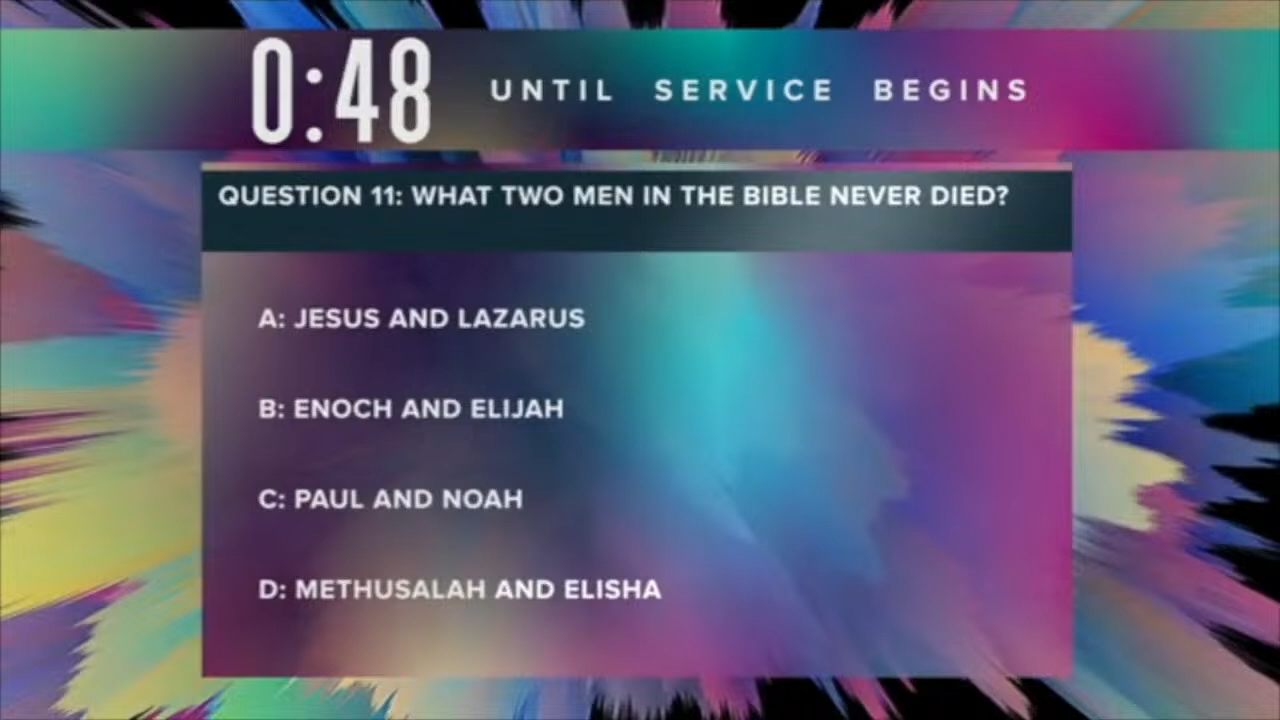 0:48 UNTIL SERVICE BEGINS
QUESTION 11: WHAT TWO MEN IN THE BIBLE NEVER DIED?
A: JESUS AND LAZARUS
B: ENOCH AND ELIJAH
C: PAUL AND NOAH
D: METHUSALAH AND ELISHA